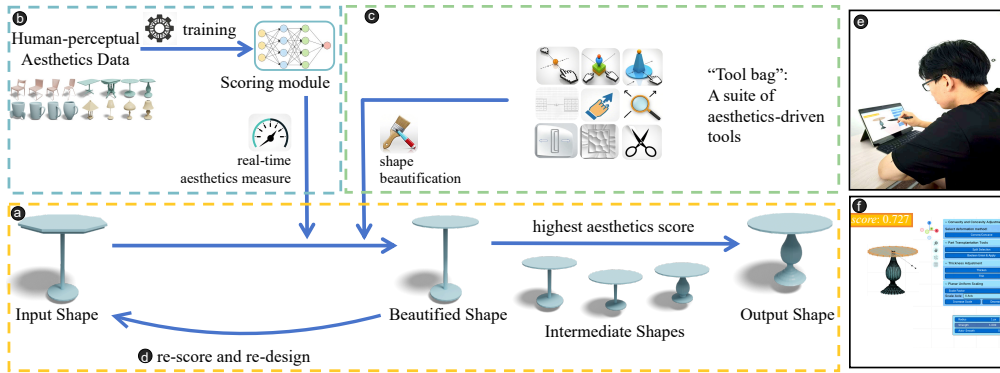 b
Human-perceptual
Aesthetics Data
training
Scoring module
real-time
aesthetics measure
c
shape
beautification
“Tool bag”:
A suite of
aesthetics-driven
tools
a
Input Shape
Beautified Shape
highest aesthetics score
Intermediate Shapes
Output Shape
d re-score and re-design
e
f
score: 0.727